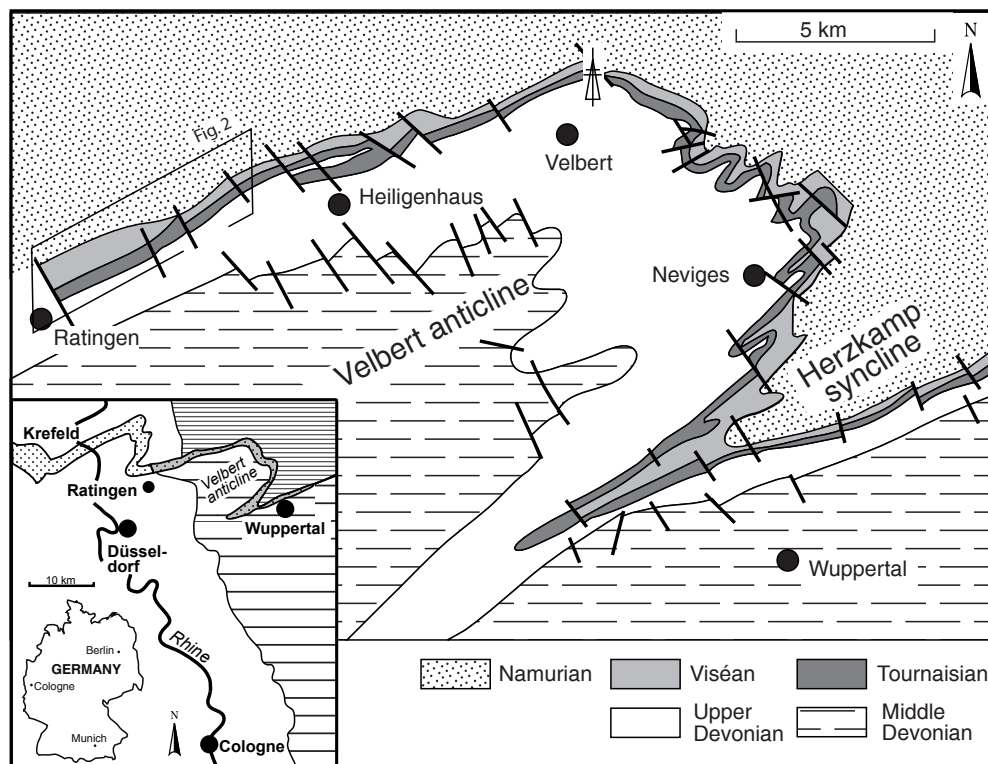 5 km
N
Fig. 2
Velbert
Heiligenhaus
Neviges
Ratingen
Velbert anticline
Herzkamp
syncline
Wuppertal
Krefeld
Velbert
anticline
Ratingen
Wuppertal
Düssel-
dorf
10 km
Rhine
Berlin
GERMANY
Cologne
Munich
N
Cologne
Namurian
Viséan
Tournaisian
Upper
Devonian
Middle
Devonian